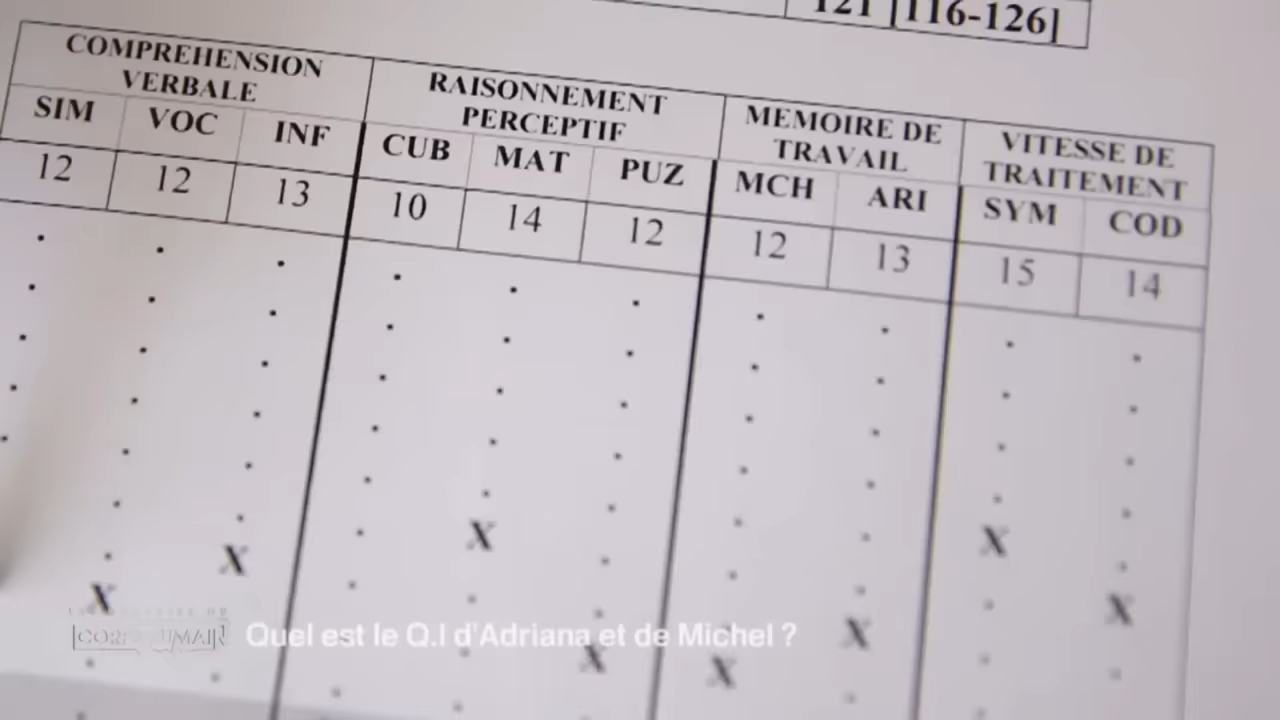 121 [116-126]
COMPREHENSION
VERBALE
RAISONNEMENT
PERCEPTIF
MEMOIRE DE
TRAVAIL
VITESSE DE
TRAITEMENT
SIM VOC INF CUB MAT PUZ MCH ARI SYM COD
12 12 13 10 14 12 12 13 15 14
X X X X
X X X
X X
Quel est le Q.I d'Adriana et de Michel ?